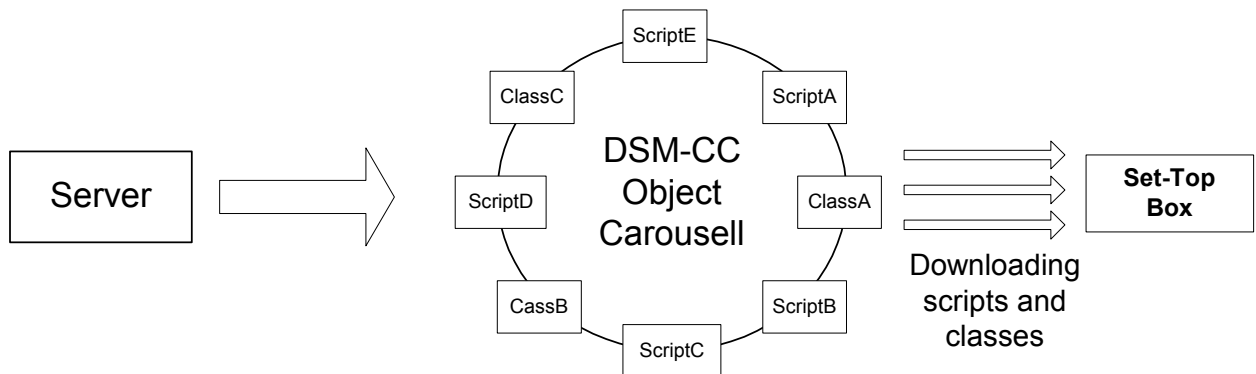 Server
ScriptE
ClassC
ScriptA
ScriptD
DSM-CC
Object
Carousell
ClassA
CassB
ScriptB
ScriptC
Downloading
scripts and
classes
Set-Top
Box